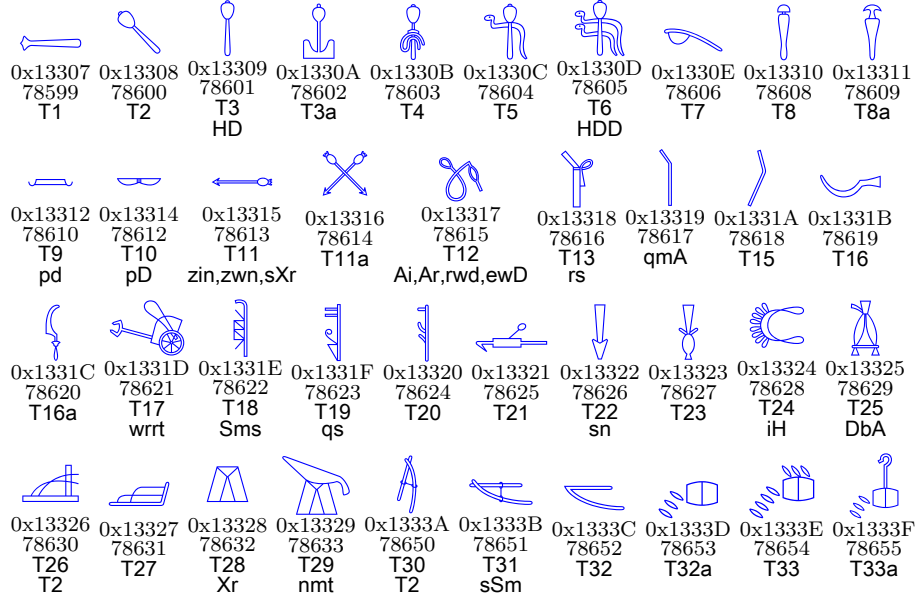 0x13307 0x13308 0x13309 0x1330A 0x1330B 0x1330C 0x1330D 0x1330E 0x13310 0x13311
78599 78600 78601 78602 78603 78604 78605 78606 78608 78609
T1 T2 T3 T3a T4 T5 T6 T7 T8 T8a
HD HDD
0x13312 0x13314 0x13315 0x13316 0x13317 0x13318 0x13319 0x1331A 0x1331B
78610 78612 78613 78614 78615 78616 78617 78618 78619
T9 T10 T11 T11a T12 T13 qmA T15 T16
pd pD zin,zwn,sXr Ai,Ar,rwd,ewD rs
0x1331C 0x1331D 0x1331E 0x1331F 0x13320 0x13321 0x13322 0x13323 0x13324 0x13325
78620 78621 78622 78623 78624 78625 78626 78627 78628 78629
T16a T17 T18 T19 T20 T21 T22 T23 T24 T25
wrrt Sms qs sn iH DbA
0x13326 0x13327 0x13328 0x13329 0x1333A 0x1333B 0x1333C 0x1333D 0x1333E 0x1333F
78630 78631 78632 78633 78650 78651 78652 78653 78654 78655
T26 T27 T28 T29 T30 T31 T32 T32a T33 T33a
T2 Xr nmt T2 sSm